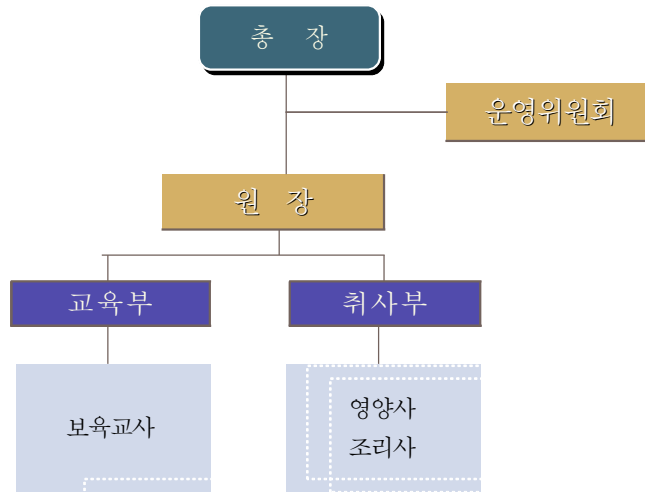 총 장
운영위원회
원 장
교육부
취사부
보육교사
영양사
조리사